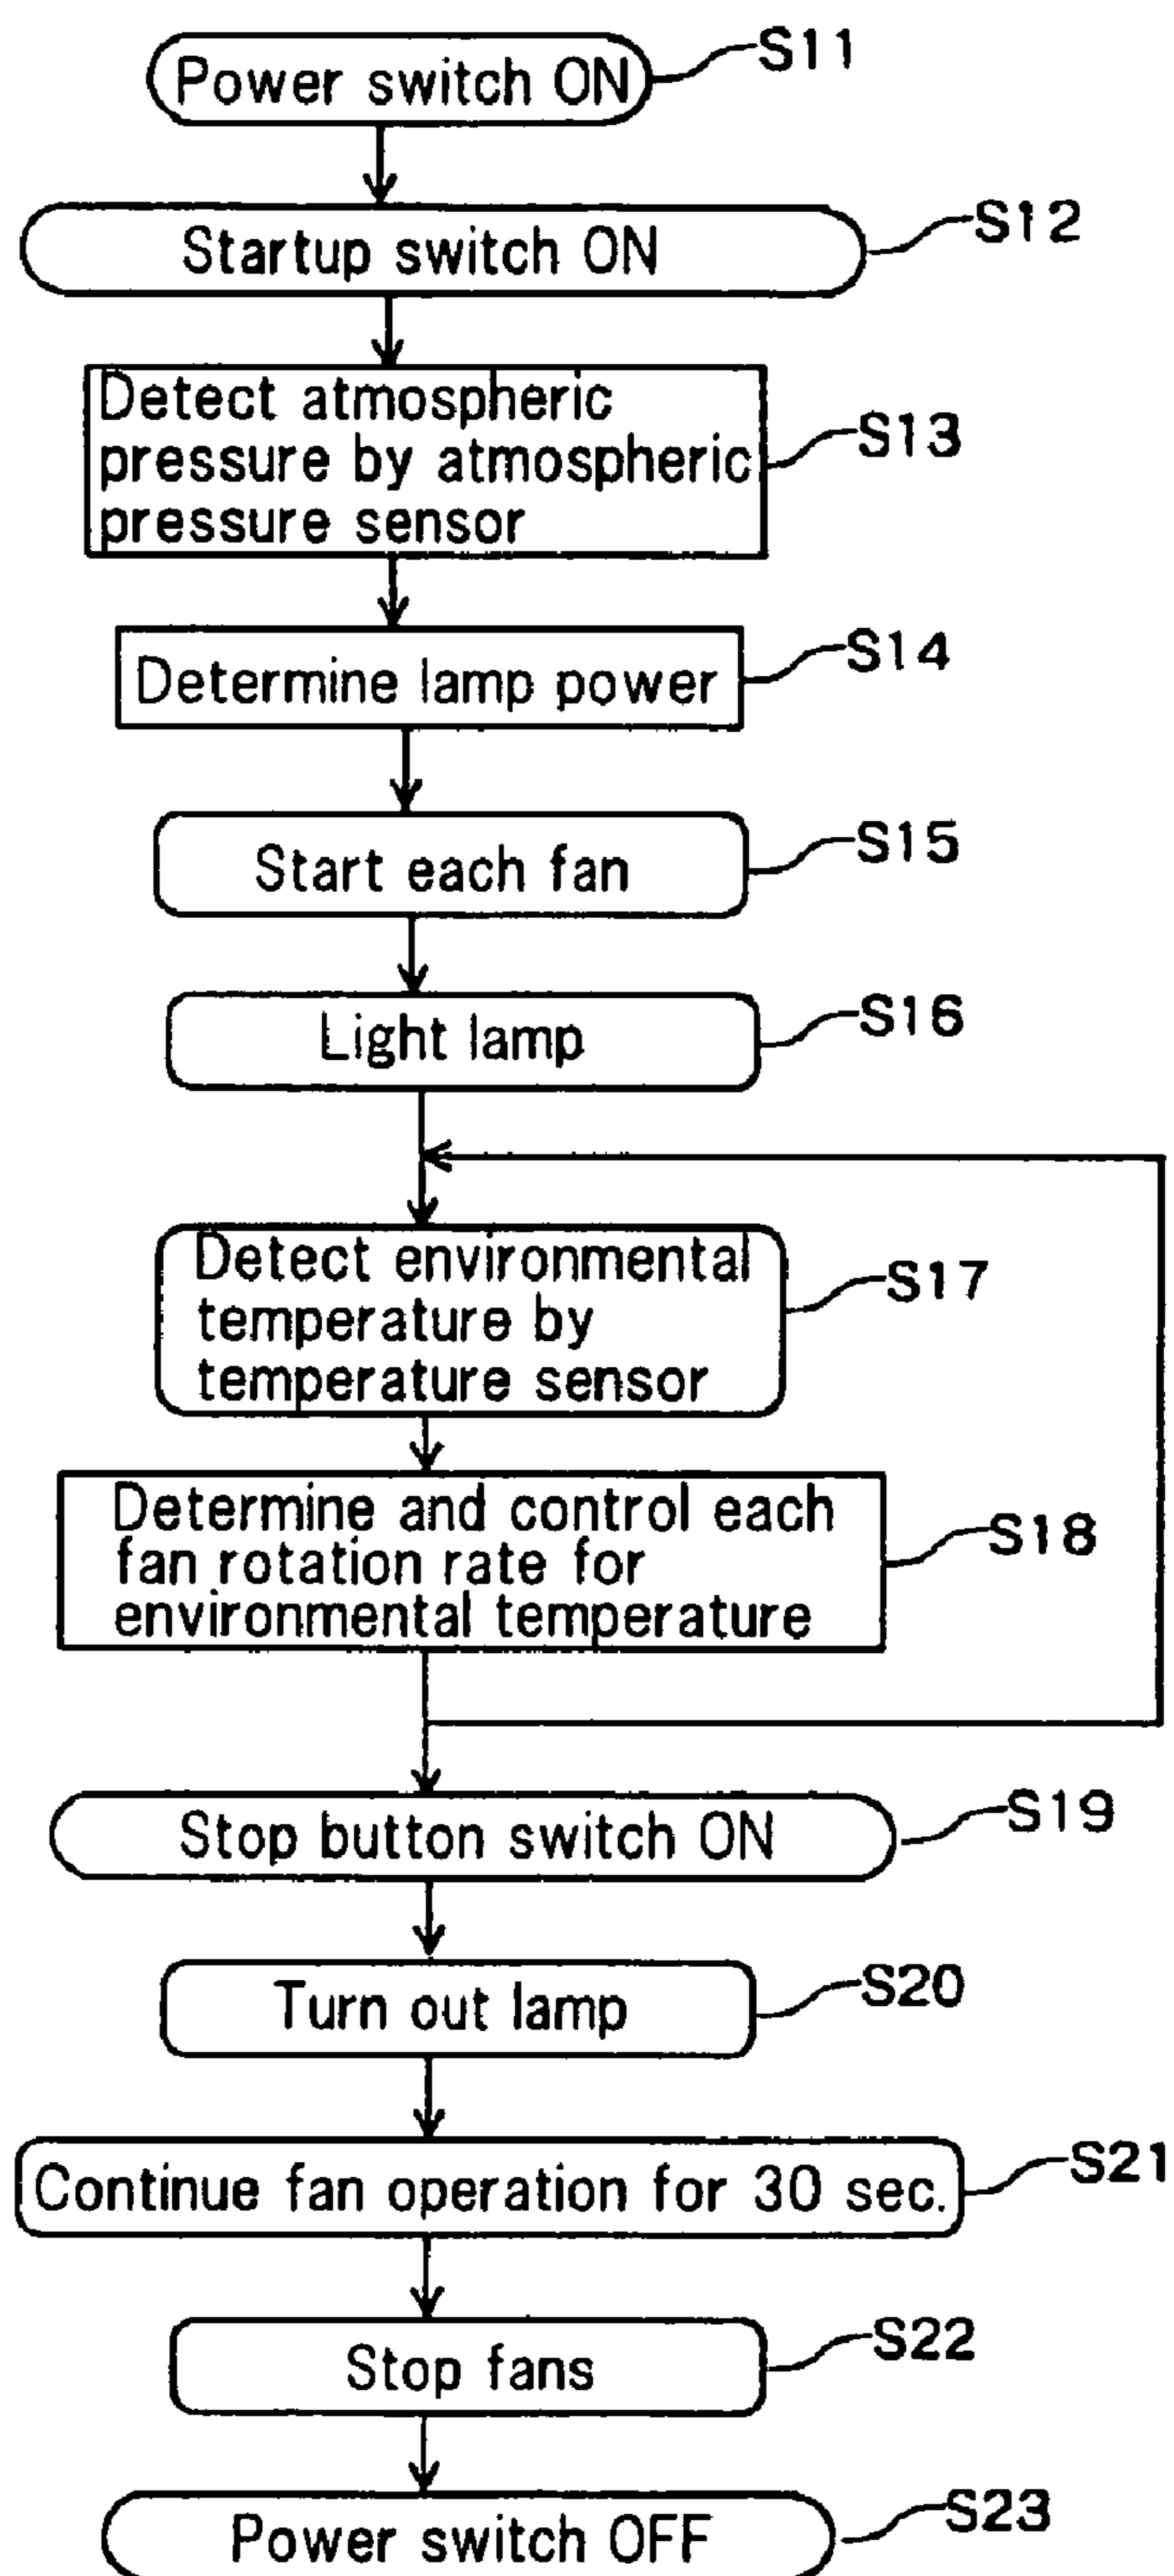 Power switch ON
S11
Startup switch ON
S12
Detect atmospheric
pressure by atmospheric
pressure sensor
S13
Determine lamp power
S14
Start each fan
S15
Light lamp
S16
Detect environmental
temperature by
temperature sensor
S17
Determine and control each
fan rotation rate for
environmental temperature
S18
Stop button switch ON
S19
Turn out lamp
S20
Continue fan operation for 30 sec.
S21
Stop fans
S22
Power switch OFF
S23